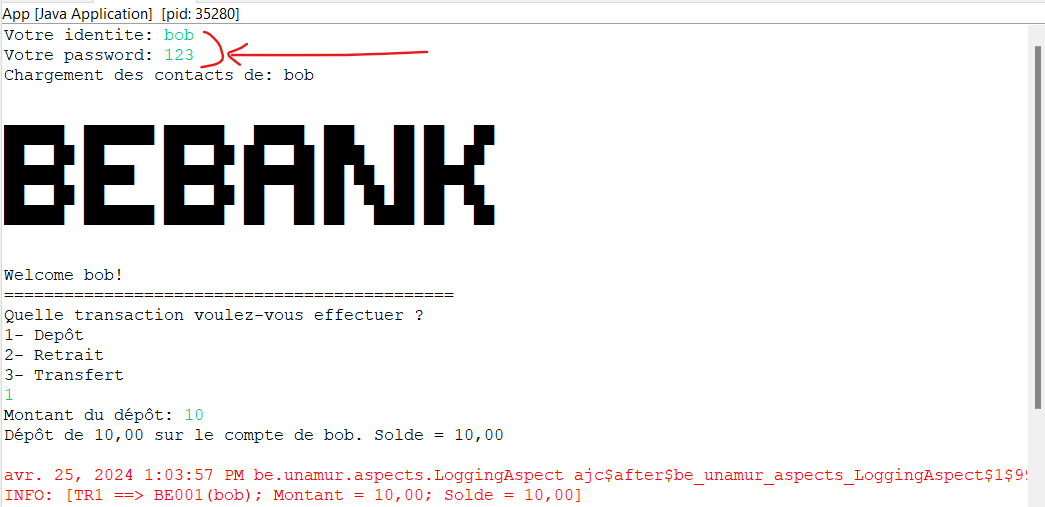 App [Java Application] [pid: 35280]
Votre identite: bob
Votre password: 123
Chargement des contacts de: bob
BEBANK
Welcome bob!
=============================================
Quelle transaction voulez-vous effectuer ?
1- Depôt
2- Retrait
3- Transfert
1
Montant du dépôt: 10
Dépôt de 10,00 sur le compte de bob. Solde = 10,00
avr. 25, 2024 1:03:57 PM be.unamur.aspects.LoggingAspect ajc$after$be_unamur_aspects_LoggingAspect$1$9
INFO: [TR1 ==> BE001(bob); Montant = 10,00; Solde = 10,00]